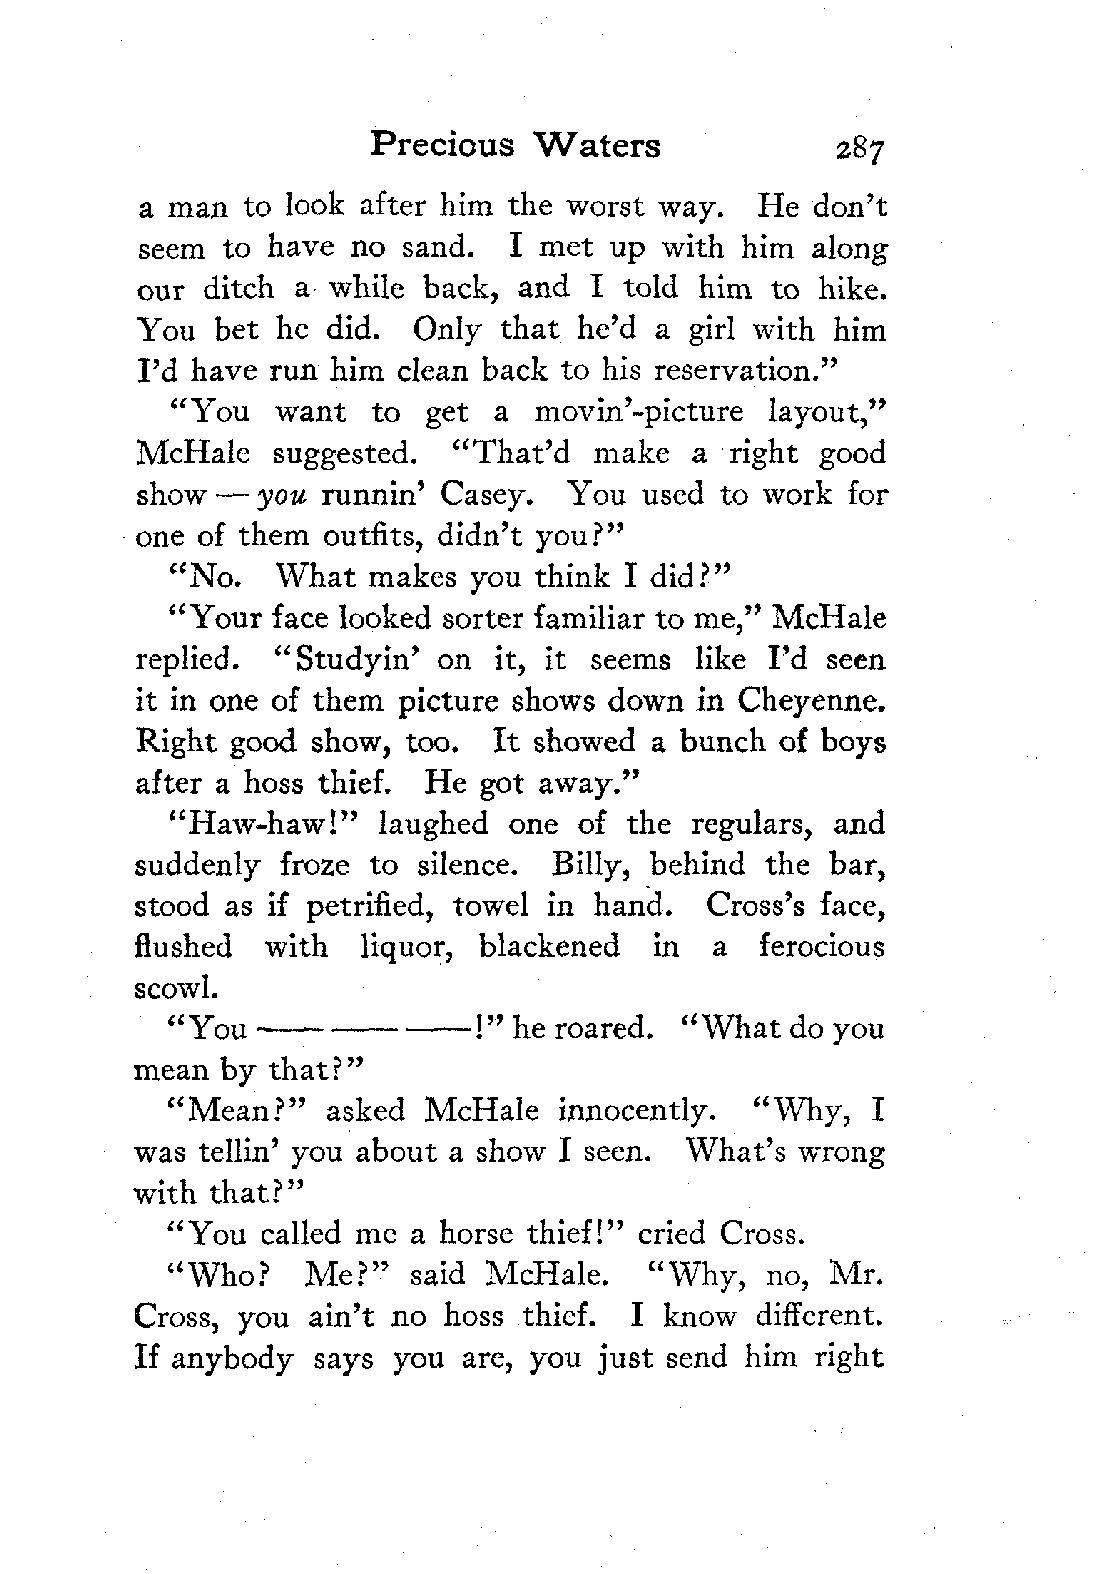 Precious Waters 287
a man to look after him the worst way. He don't
seem to have no sand. I met up with him along
our ditch a while back, and I told him to hike.
You bet he did. Only that he'd a girl with him
I'd have run him clean back to his reservation."
"You want to get a movin'-picture layout,"
McHale suggested. "That'd make a right good
show — you runnin' Casey. You used to work for
one of them outfits, didn't you?"
"No. What makes you think I did?"
"Your face looked sorter familiar to me," McHale
replied. "Studyin' on it, it seems like I'd seen
it in one of them picture shows down in Cheyenne.
Right good show, too. It showed a bunch of boys
after a hoss thief. He got away."
"Haw-haw!" laughed one of the regulars, and
suddenly froze to silence. Billy, behind the bar,
stood as if petrified, towel in hand. Cross's face,
flushed with liquor, blackened in a ferocious
scowl.
"You — — —!" he roared. "What do you
mean by that?"
"Mean?" asked McHale innocently. "Why, I
was tellin' you about a show I seen. What's wrong
with that?"
"You called me a horse thief!" cried Cross.
"Who? Me?" said McHale. "Why, no, Mr.
Cross, you ain't no hoss thief. I know different.
If anybody says you are, you just send him right